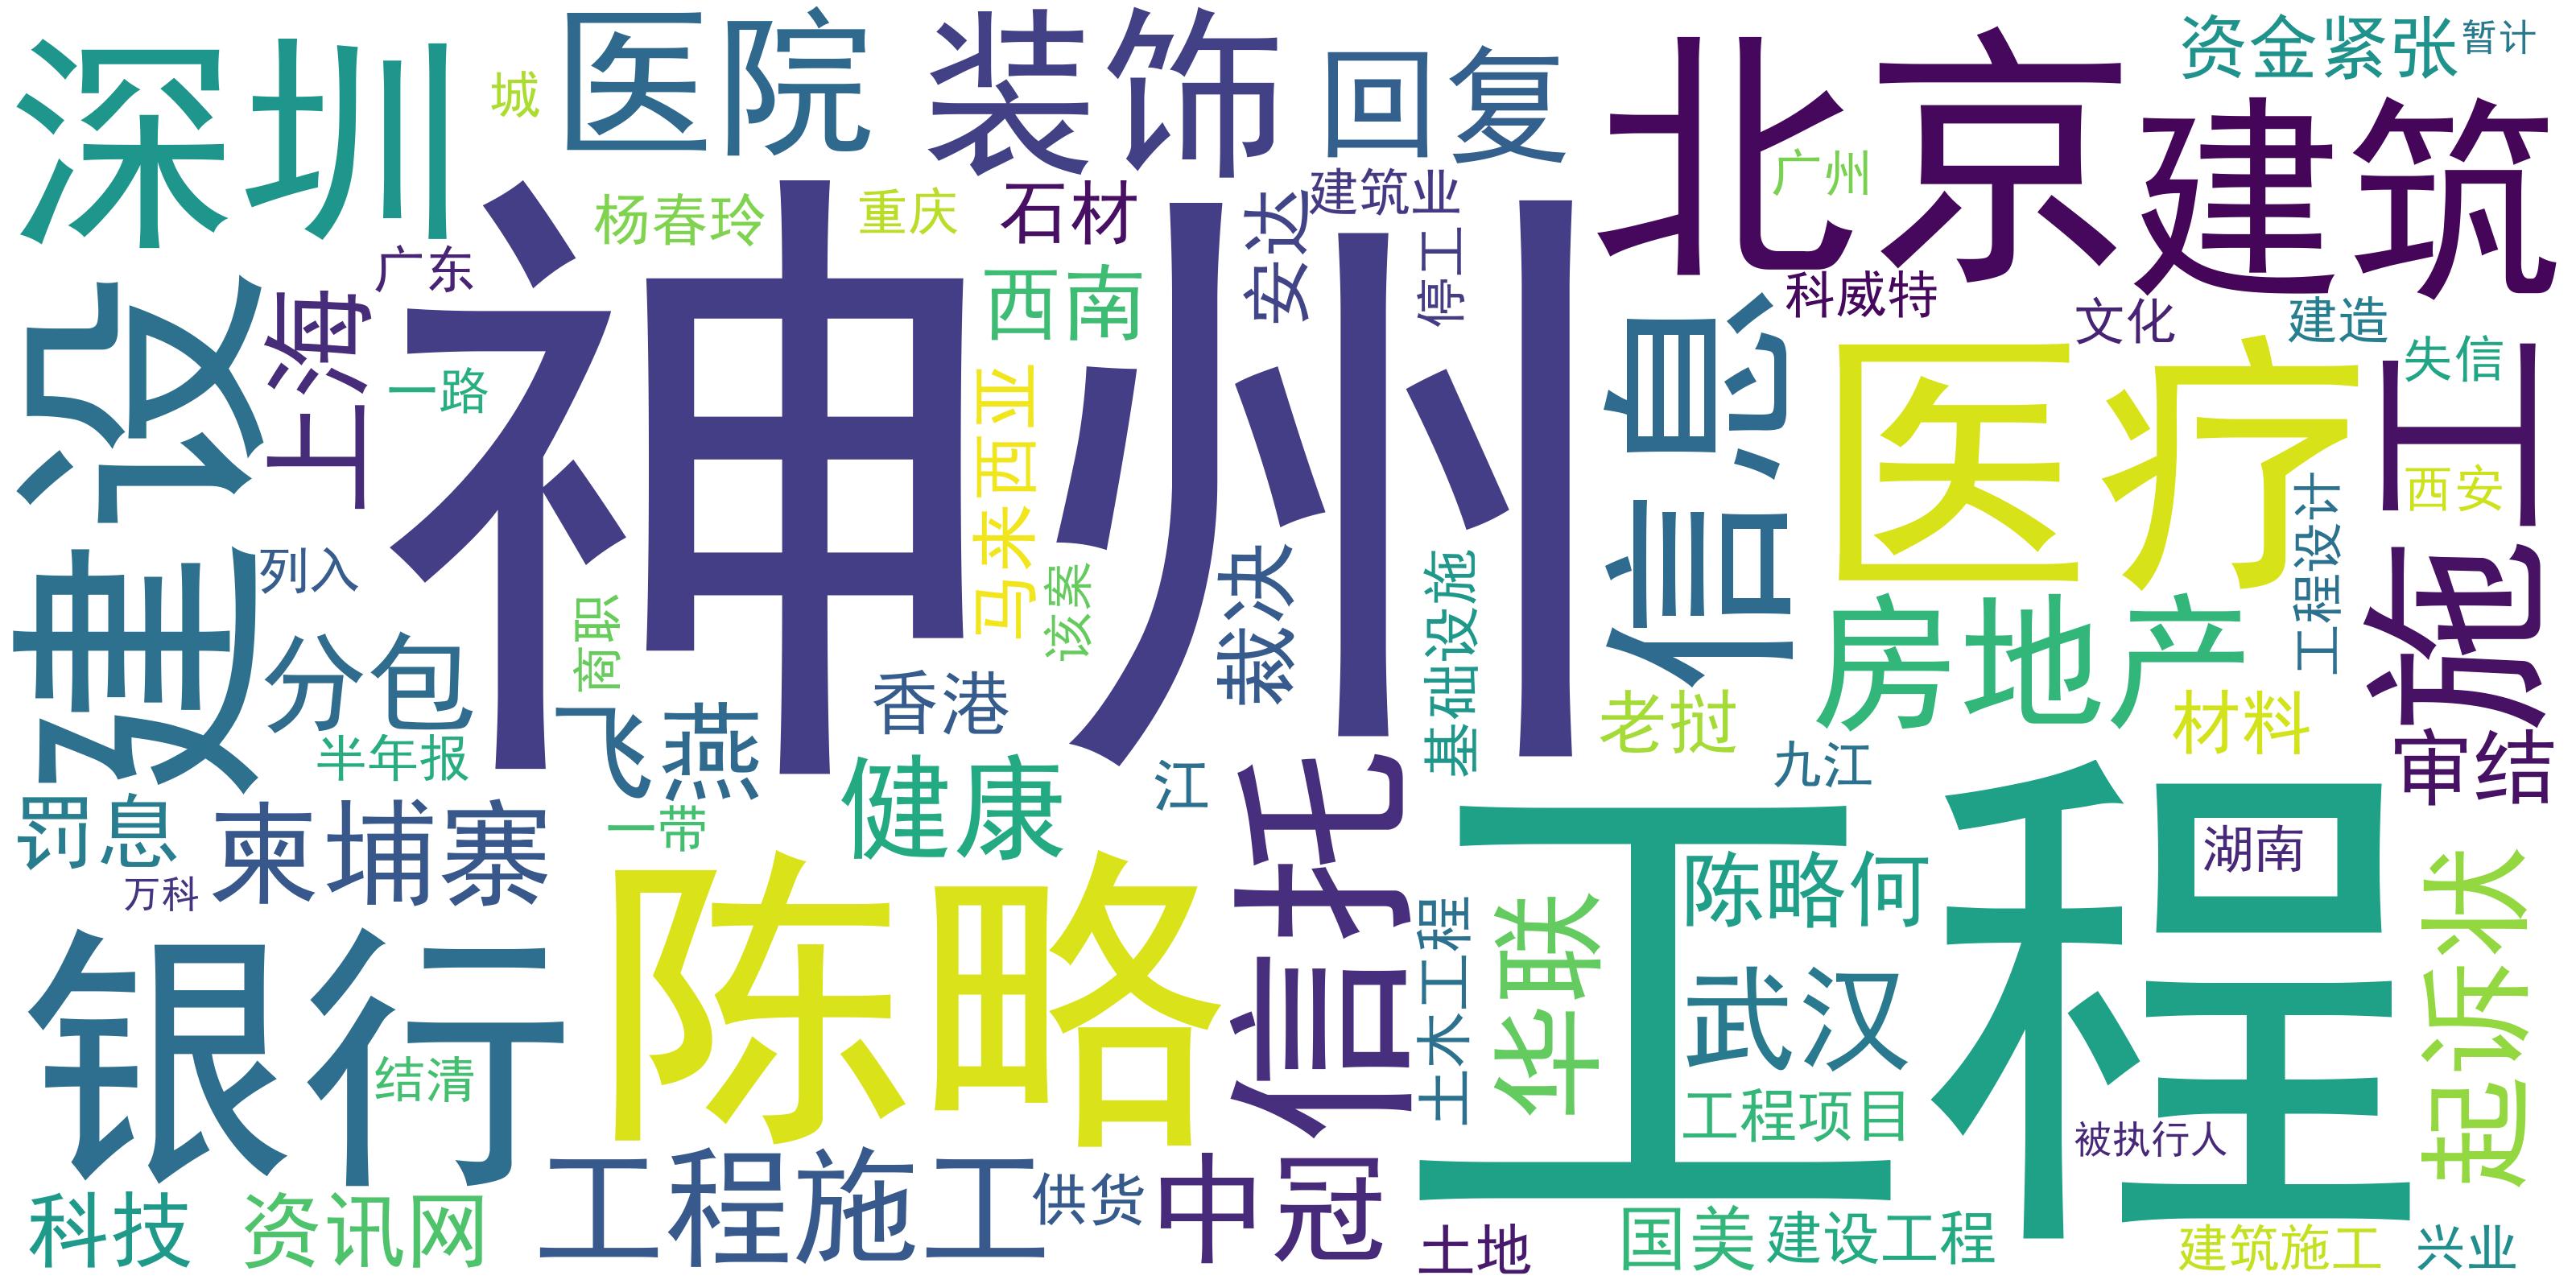 深圳
城
医院
装饰
回复
北京
资金紧张
暂计
建筑
广州
建筑业
杨春玲
重庆
石材
安达
停工
神州
广东
上海
建设
一路
西南
马来西亚
信息
科威特
文化
建造
失信
医疗
施工
西安
工程设计
列入
分包
商职
该案
裁决
基础设施
房地产
老挝
材料
审结
香港
飞燕
半年报
罚息
柬埔寨
万科
一带
健康
江
信托
九江
工程
湖南
陈略何
陈略
银行
结清
土木工程
华联
武汉
起诉状
工程项目
被执行人
科技
资讯网
工程施工
供货
中冠
土地
国美
建设工程
建筑施工
兴业